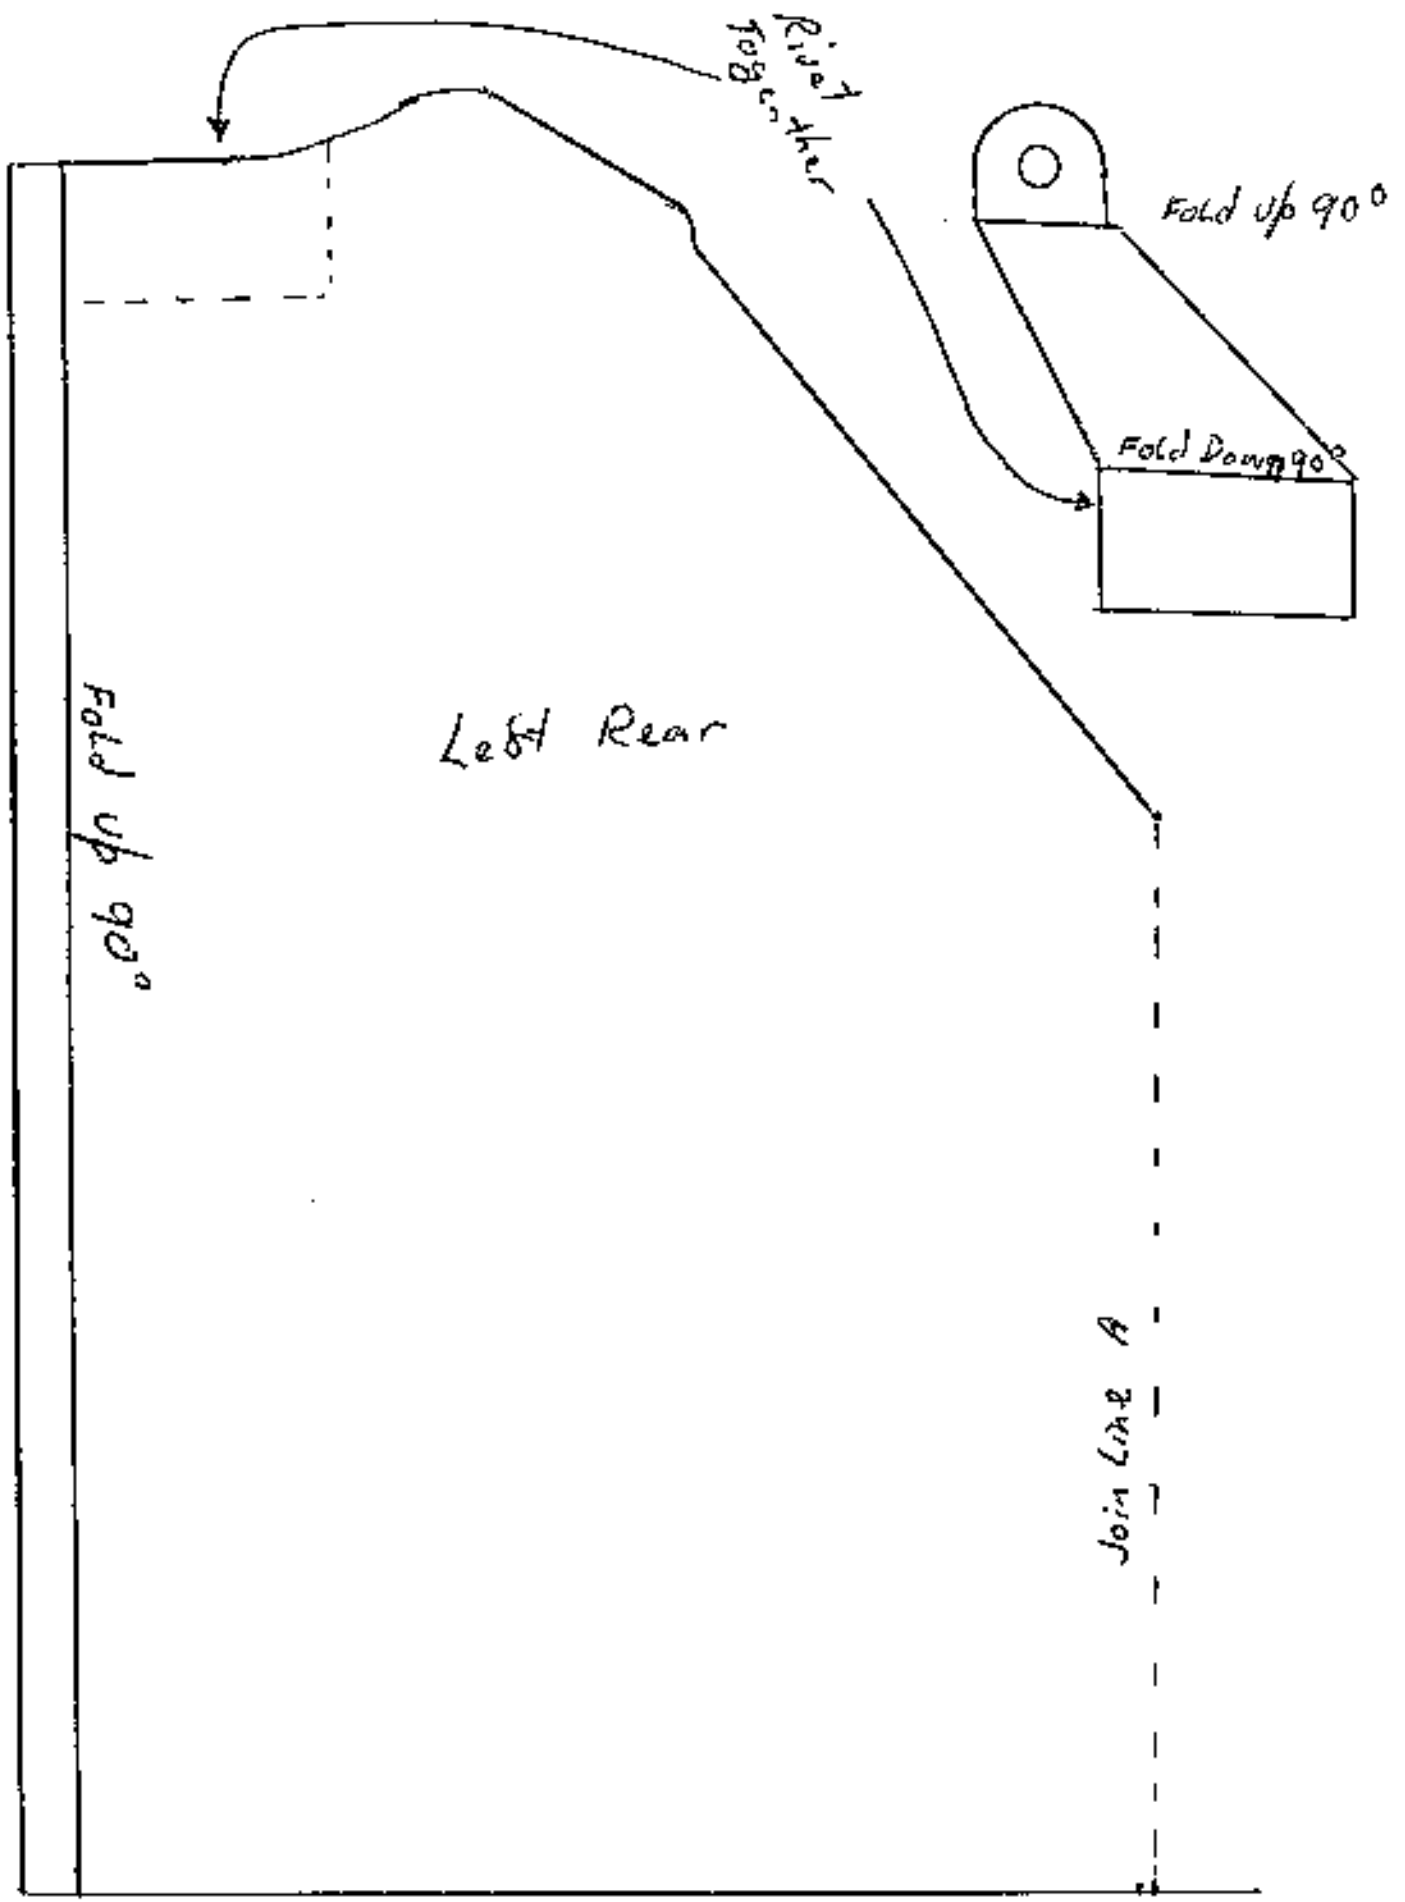 Rivet
Together
Fold up 90°
Fold Down 90°
Left Rear
Fold up 90°
Join Line A